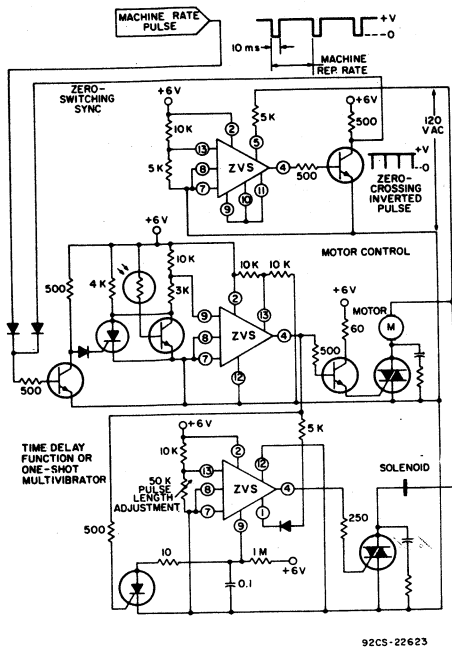 MACHINE RATE
PULSE
+V
0
10 ms
MACHINE
REP. RATE
ZERO-
SWITCHING
SYNC
+6V
10K
5K
13
8
7
2
ZVS
5K
5
4
9
10
11
500
+6V
500
120
VAC
+V
0
ZERO-
CROSSING
INVERTED
PULSE
MOTOR CONTROL
+6V
500
4K
10K
3K
9
8
7
2
ZVS
12
10K
10K
13
4
+6V
60
500
MOTOR
M
500
TIME DELAY
FUNCTION OR
ONE-SHOT
MULTIVIBRATOR
+6V
10K
50K
PULSE
LENGTH
ADJUSTMENT
13
8
7
2
12
ZVS
4
1
9
5K
SOLENOID
250
500
10
1M
+6V
0.1
92CS-22623